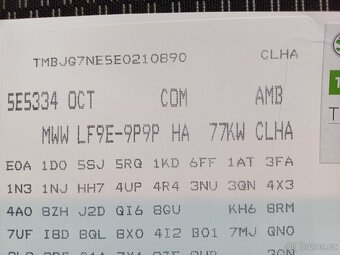 TMBJG7NE5E0210890 CLHA
5E5334 OCT COM AMB
MWW LF9E-9P9P HA 77KW CLHA
E0A 1D0 5SJ 5RQ 1KD 6FF 1AT 3FA
1N3 1NJ HH7 4UP 4R4 3NU 3QN 4X3
4A0 8ZH J2D QI6 8GU KH6 8RM
7UF I8D 8QL 8X0 4I2 B01 7MJ QN0